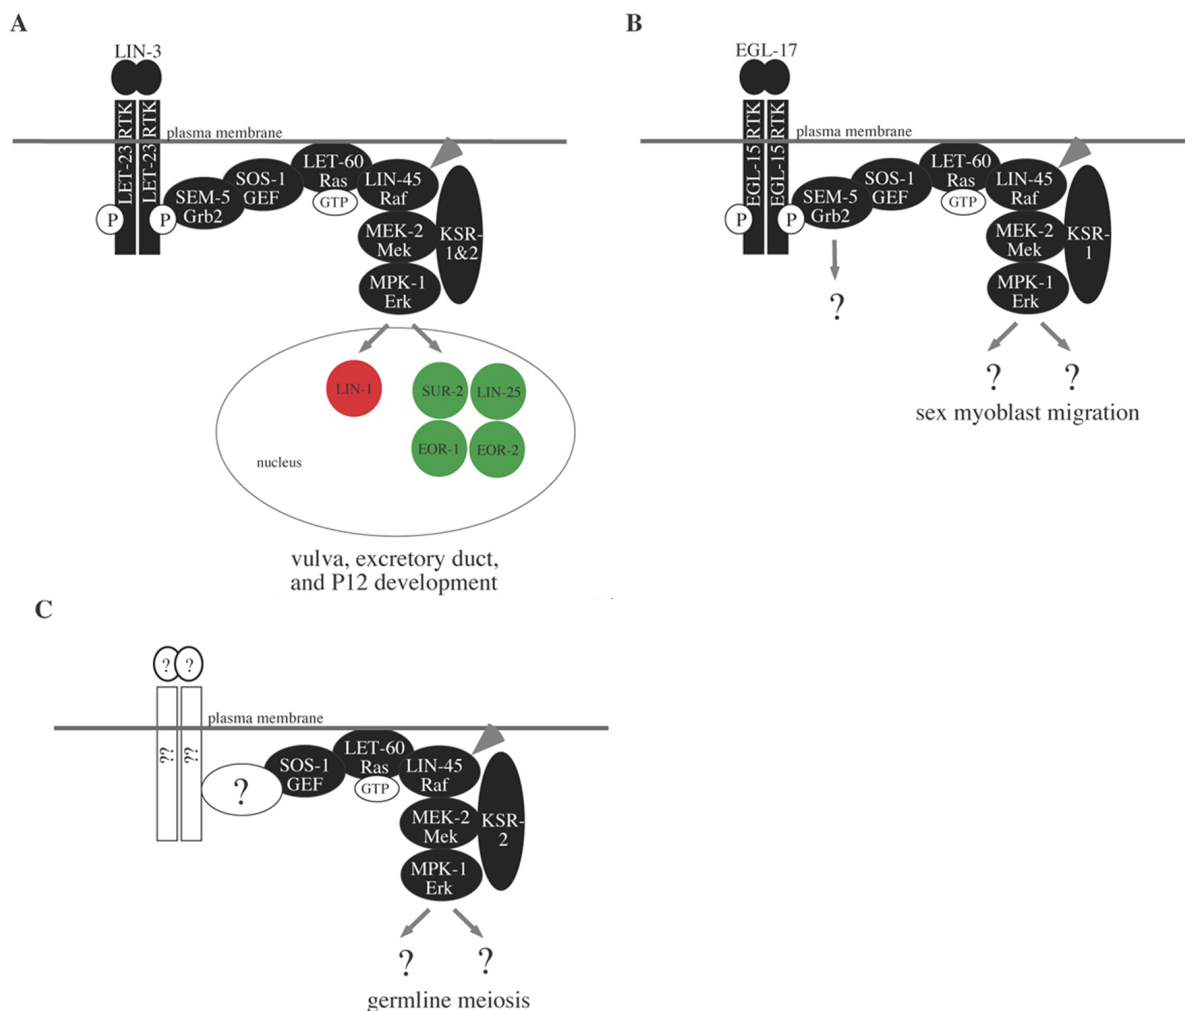 A
LIN-3
LET-23 RTK
LET-23 RTK
plasma membrane
P
P
SEM-5
Grb2
SOS-1
GEF
LET-60
Ras
GTP
LIN-45
Raf
MEK-2
Mek
MPK-1
Erk
KSR-
1&2
LIN-1
SUR-2
LIN-25
EOR-1
EOR-2
nucleus
vulva, excretory duct,
and P12 development
B
EGL-17
EGL-15 RTK
EGL-15 RTK
plasma membrane
P
P
SEM-5
Grb2
?
SOS-1
GEF
LET-60
Ras
GTP
LIN-45
Raf
MEK-2
Mek
MPK-1
Erk
KSR-
1
? ?
sex myoblast migration
C
? ?
??
??
plasma membrane
?
SOS-1
GEF
LET-60
Ras
GTP
LIN-45
Raf
MEK-2
Mek
MPK-1
Erk
KSR-
2
? ?
germline meiosis